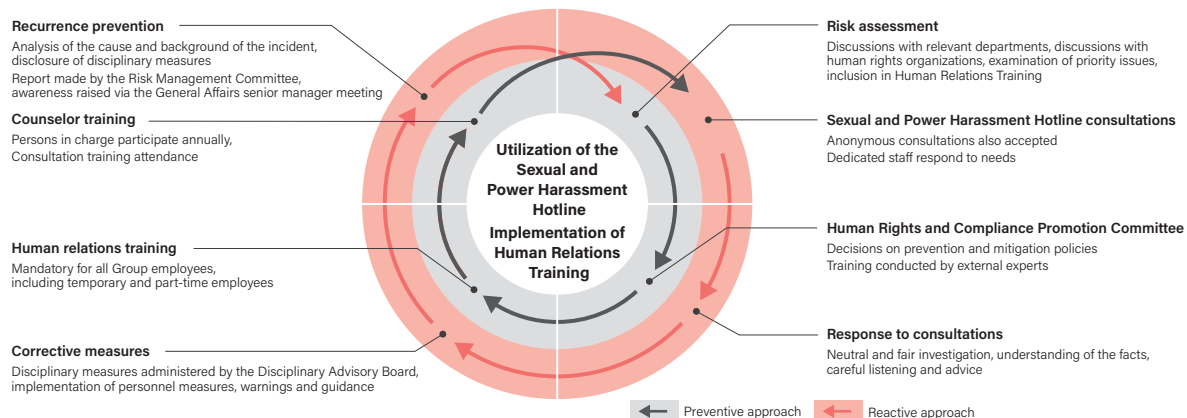 Recurrence prevention
Analysis of the cause and background of the incident,
disclosure of disciplinary measures
Report made by the Risk Management Committee,
awareness raised via the General Affairs senior manager meeting
Counselor training
Persons in charge participate annually,
Consultation training attendance
Human relations training
Mandatory for all Group employees,
including temporary and part-time employees
Corrective measures
Disciplinary measures administered by the Disciplinary Advisory Board,
implementation of personnel measures, warnings and guidance
Utilization of the
Sexual and
Power Harassment
Hotline
Implementation of
Human Relations
Training
Risk assessment
Discussions with relevant departments, discussions with
human rights organizations, examination of priority issues,
inclusion in Human Relations Training
Sexual and Power Harassment Hotline consultations
Anonymous consultations also accepted
Dedicated staff respond to needs
Human Rights and Compliance Promotion Committee
Decisions on prevention and mitigation policies
Training conducted by external experts
Response to consultations
Neutral and fair investigation, understanding of the facts,
careful listening and advice
Preventive approach
Reactive approach